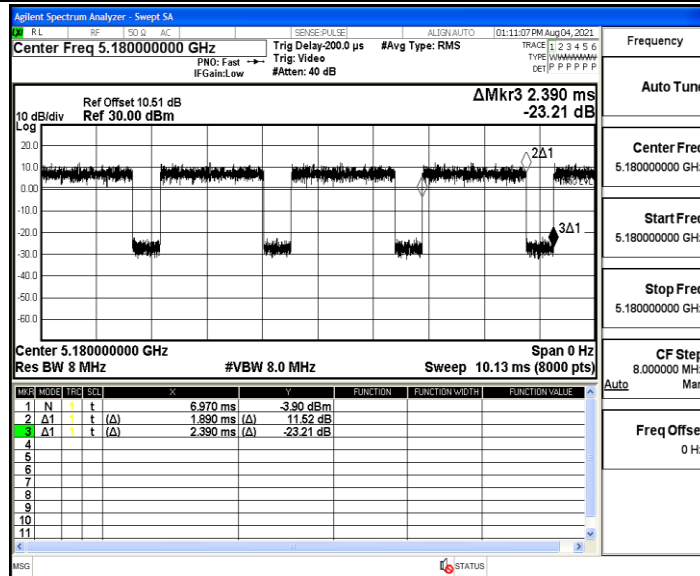 Agilent Spectrum Analyzer - Swept SA
RL RF 50 Ω AC SENSE:PULSE ALIGN AUTO 01:11:07 PM Aug 04, 2021
Center Freq 5.180000000 GHz
PNO: Fast
IFGain:Low
Trig Delay-200.0 µs
Trig: Video
#Atten: 40 dB
#Avg Type: RMS
TRACE 1 2 3 4 5 6
TYPE WWWWWW
DET P P P P P P
ΔMkr3 2.390 ms
-23.21 dB
Ref Offset 10.51 dB
10 dB/div Ref 30.00 dBm
Log
20.0
10.0
0.00
-10.0
-20.0
-30.0
-40.0
-50.0
-60.0
2Δ1
3Δ1
Center 5.180000000 GHz Span 0 Hz
Res BW 8 MHz #VBW 8.0 MHz Sweep 10.13 ms (8000 pts)
MKR MODE TRC SCL X Y FUNCTION FUNCTION WIDTH FUNCTION VALUE
1 N 1 t 6.970 ms -3.90 dBm
2 Δ1 1 t (Δ) 1.890 ms (Δ) 11.52 dB
3 Δ1 1 t (Δ) 2.390 ms (Δ) -23.21 dB
4
5
6
7
8
9
10
11
MSG STATUS
Frequency
Auto Tune
Center Freq
5.180000000 GHz
Start Freq
5.180000000 GHz
Stop Freq
5.180000000 GHz
CF Step
8.000000 MHz
Auto Man
Freq Offset
0 Hz